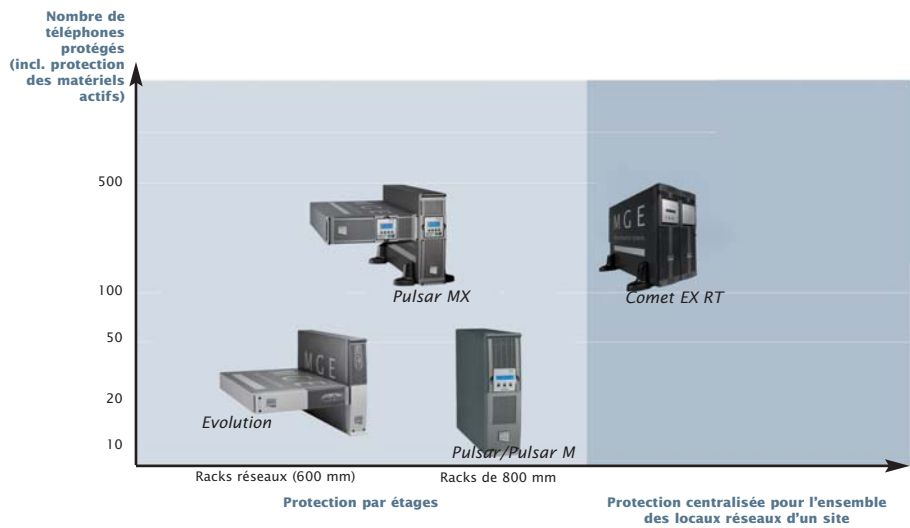 Nombre de
téléphones
protégés
(incl. protection
des matériels
actifs)
500
100
50
20
10
MGE
MGE
Pulsar MX
Comet EX RT
MGE
Evolution
Pulsar/Pulsar M
Racks réseaux (600 mm)
Racks de 800 mm
Protection par étages
Protection centralisée pour l'ensemble
des locaux réseaux d'un site